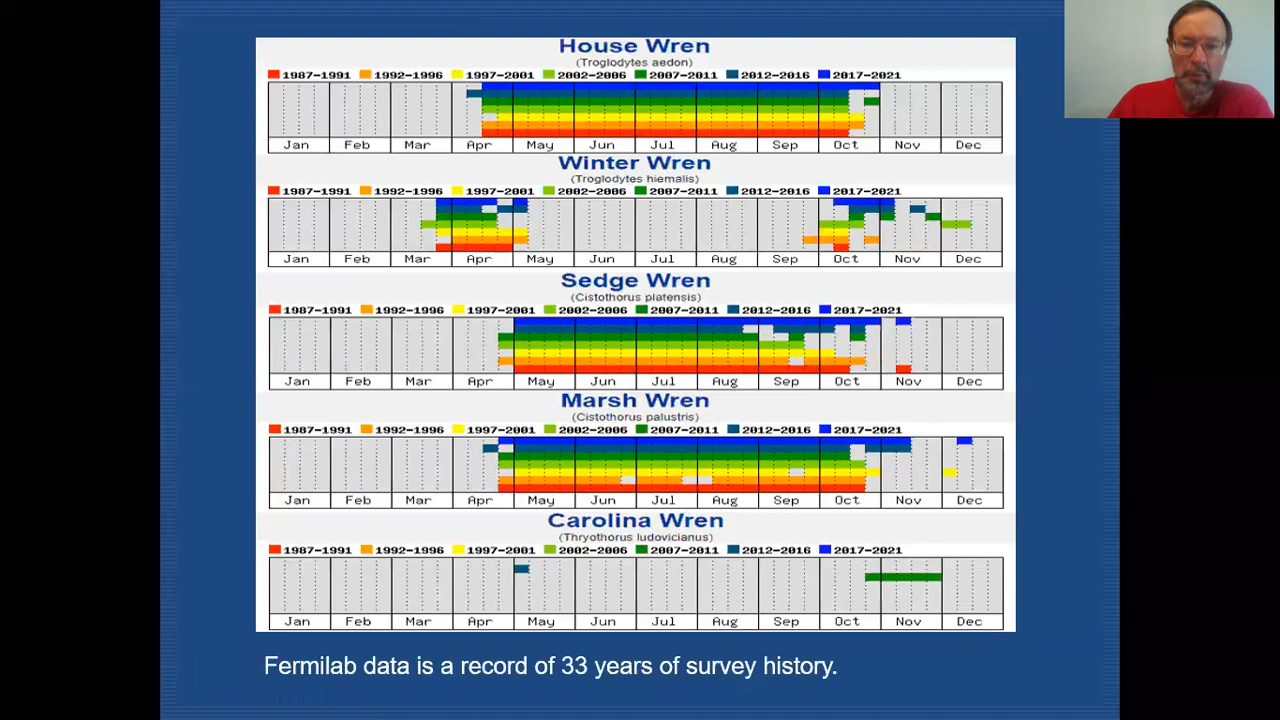 House Wren
(Troglodytes aedon)
1987-1991 1992-1996 1997-2001 2002-2006 2007-2011 2012-2016 2017-2021
Jan Feb Mar Apr May Jun Jul Aug Sep Oct Nov Dec
Winter Wren
(Troglodytes hiemalis)
1987-1991 1992-1996 1997-2001 2002-2006 2007-2011 2012-2016 2017-2021
Jan Feb Mar Apr May Jun Jul Aug Sep Oct Nov Dec
Sedge Wren
(Cistothorus platensis)
1987-1991 1992-1996 1997-2001 2002-2006 2007-2011 2012-2016 2017-2021
Jan Feb Mar Apr May Jun Jul Aug Sep Oct Nov Dec
Marsh Wren
(Cistothorus palustris)
1987-1991 1992-1996 1997-2001 2002-2006 2007-2011 2012-2016 2017-2021
Jan Feb Mar Apr May Jun Jul Aug Sep Oct Nov Dec
Carolina Wren
(Thryothorus ludovicianus)
1987-1991 1992-1996 1997-2001 2002-2006 2007-2011 2012-2016 2017-2021
Jan Feb Mar Apr May Jun Jul Aug Sep Oct Nov Dec
Fermilab data is a record of 33 years of survey history.